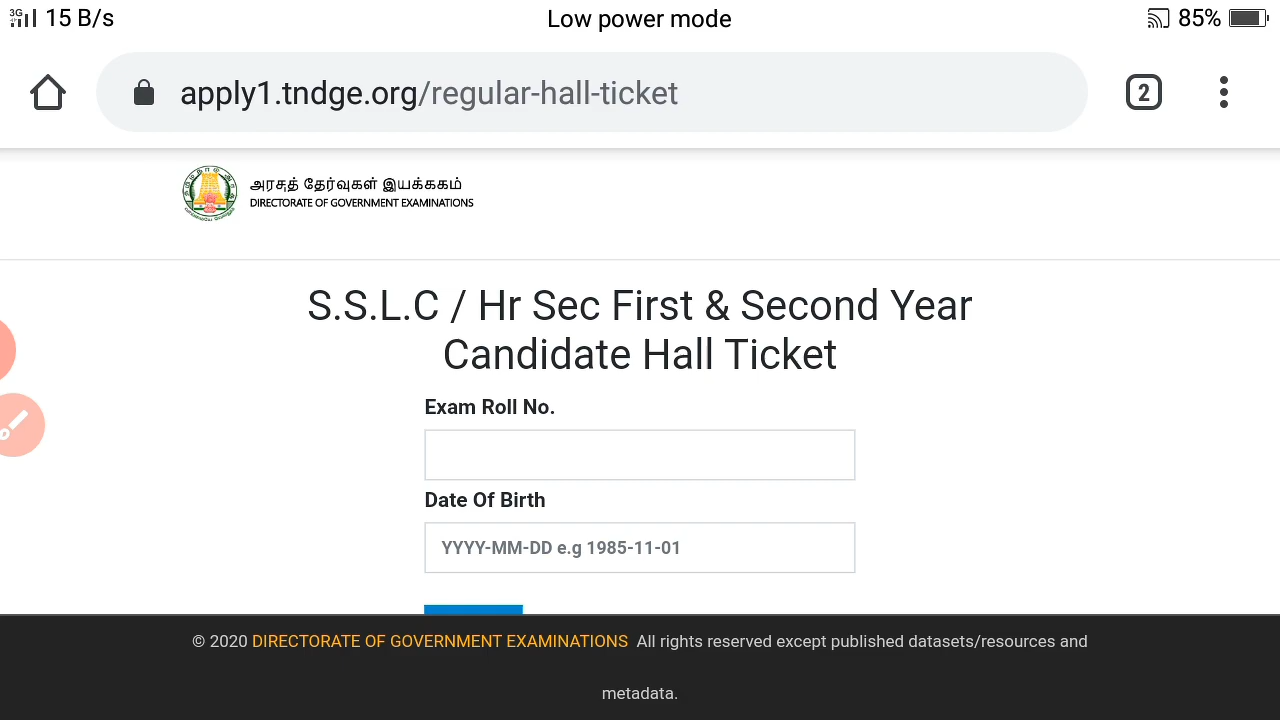 3G 15 B/s Low power mode 85%
apply1.tndge.org/regular-hall-ticket 2
அரசுத் தேர்வுகள் இயக்ககம்
DIRECTORATE OF GOVERNMENT EXAMINATIONS
S.S.L.C / Hr Sec First & Second Year
Candidate Hall Ticket
Exam Roll No.
Date Of Birth
YYYY-MM-DD e.g 1985-11-01
© 2020 DIRECTORATE OF GOVERNMENT EXAMINATIONS All rights reserved except published datasets/resources and
metadata.